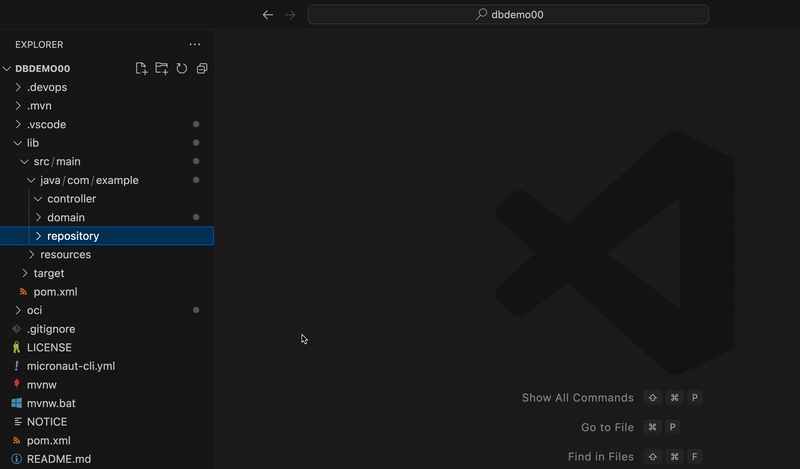 dbdemo00
EXPLORER
DBDEMO00
.devops
.mvn
.vscode
lib
src/main
java/com/example
controller
domain
repository
resources
target
pom.xml
oci
.gitignore
LICENSE
micronaut-cli.yml
mvnw
mvnw.bat
NOTICE
pom.xml
README.md
Show All Commands ⇧ ⌘ P
Go to File ⌘ P
Find in Files ⇧ ⌘ F